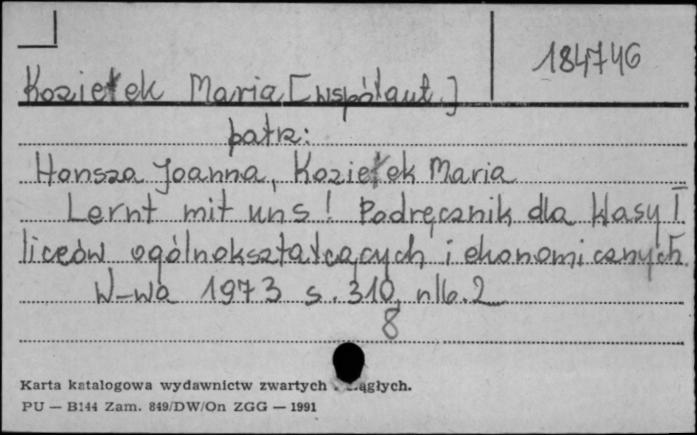 184746
Koziełek Maria [współaut.]
patrz:
Honsza Joanna, Koziełek Maria
Lernt mit uns! Podręcznik dla klasy I
liceów ogólnokształcących i ekonomicznych.
W-wa 1973 s. 310, nlb. 2
8
Karta katalogowa wydawnictw zwartych
PU — B144 Zam. 849/DW/On ZGG — 1991